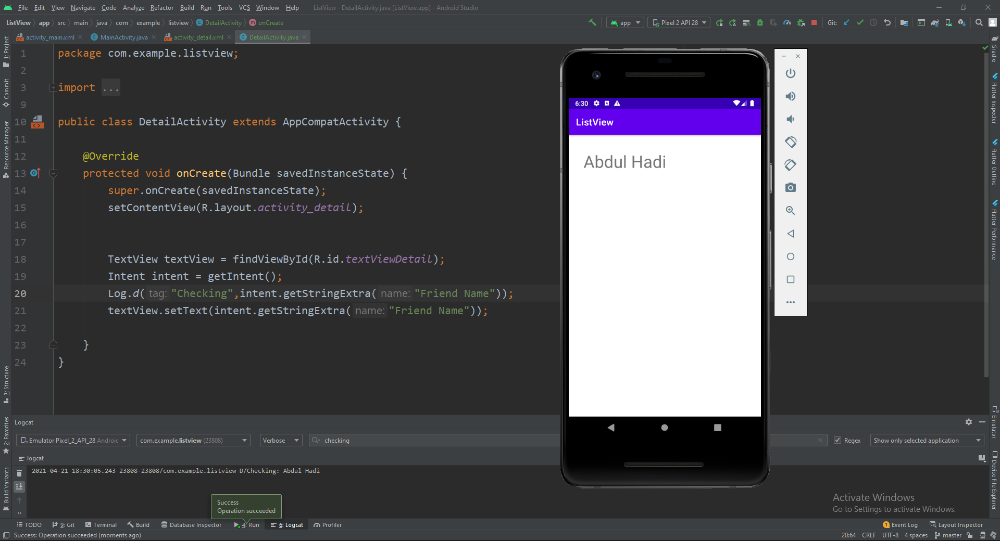 File Edit View Navigate Code Analyze Refactor Build Run Tools VCS Window Help ListView - DetailActivity.java [ListView.app] - Android Studio
ListView app src main java com example listview DetailActivity onCreate app Pixel 2 API 28 Git:
activity_main.xml MainActivity.java activity_detail.xml DetailActivity.java
1: Project
Commit
Resource Manager
7: Structure
2: Favorites
Build Variants
1 package com.example.listview;
2
3 import ...
9
10 public class DetailActivity extends AppCompatActivity {
11
12 @Override
13 protected void onCreate(Bundle savedInstanceState) {
14 super.onCreate(savedInstanceState);
15 setContentView(R.layout.activity_detail);
16
17
18 TextView textView = findViewById(R.id.textViewDetail);
19 Intent intent = getIntent();
20 Log.d( tag: "Checking",intent.getStringExtra( name: "Friend Name"));
21 textView.setText(intent.getStringExtra( name: "Friend Name"));
22
23 }
24 }
6:30
ListView
Abdul Hadi
Gradle
Flutter Inspector
Flutter Outline
Flutter Performance
Emulator
Device File Explorer
Logcat
Emulator Pixel_2_API_28 Androic com.example.listview (23808) Verbose checking Regex Show only selected application
logcat
2021-04-21 18:30:05.243 23808-23808/com.example.listview D/Checking: Abdul Hadi
Success
Operation succeeded
Activate Windows
Go to Settings to activate Windows.
TODO 9: Git Terminal Build Database Inspector 4: Run 6: Logcat Profiler 1 Event Log Layout Inspector
Success: Operation succeeded (moments ago) 20:64 CRLF UTF-8 4 spaces master